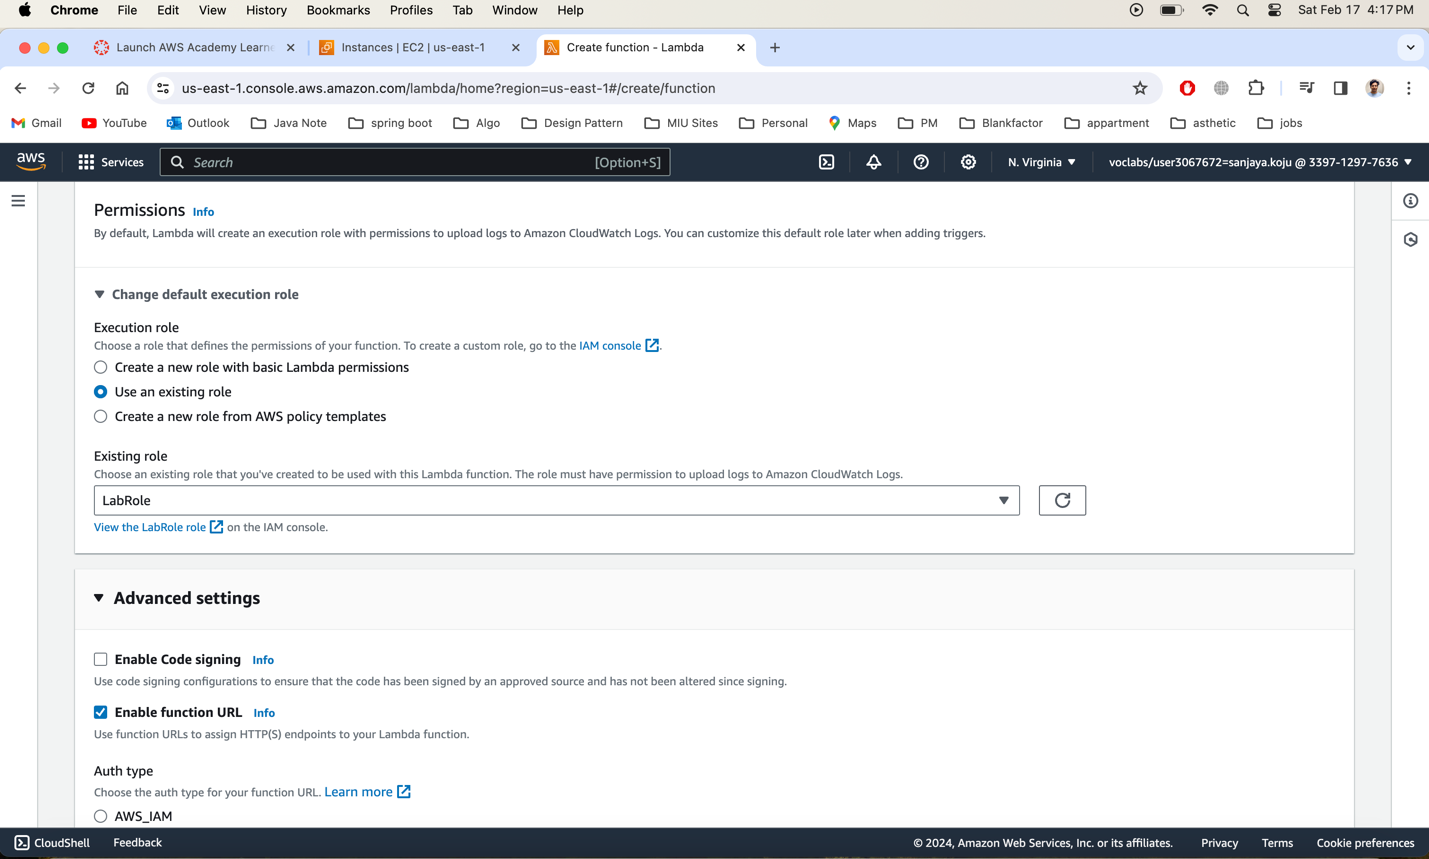 Chrome File Edit View History Bookmarks Profiles Tab Window Help Sat Feb 17 4:17 PM
Launch AWS Academy Learne Instances | EC2 | us-east-1 Create function - Lambda
us-east-1.console.aws.amazon.com/lambda/home?region=us-east-1#/create/function
Gmail YouTube Outlook Java Note spring boot Algo Design Pattern MIU Sites Personal Maps PM Blankfactor appartment asthetic jobs
aws Services Search [Option+S] N. Virginia voclabs/user3067672=sanjaya.koju @ 3397-1297-7636
Permissions Info
By default, Lambda will create an execution role with permissions to upload logs to Amazon CloudWatch Logs. You can customize this default role later when adding triggers.
Change default execution role
Execution role
Choose a role that defines the permissions of your function. To create a custom role, go to the IAM console.
Create a new role with basic Lambda permissions
Use an existing role
Create a new role from AWS policy templates
Existing role
Choose an existing role that you've created to be used with this Lambda function. The role must have permission to upload logs to Amazon CloudWatch Logs.
LabRole
View the LabRole role on the IAM console.
Advanced settings
Enable Code signing Info
Use code signing configurations to ensure that the code has been signed by an approved source and has not been altered since signing.
Enable function URL Info
Use function URLs to assign HTTP(S) endpoints to your Lambda function.
Auth type
Choose the auth type for your function URL. Learn more
AWS_IAM
CloudShell Feedback © 2024, Amazon Web Services, Inc. or its affiliates. Privacy Terms Cookie preferences